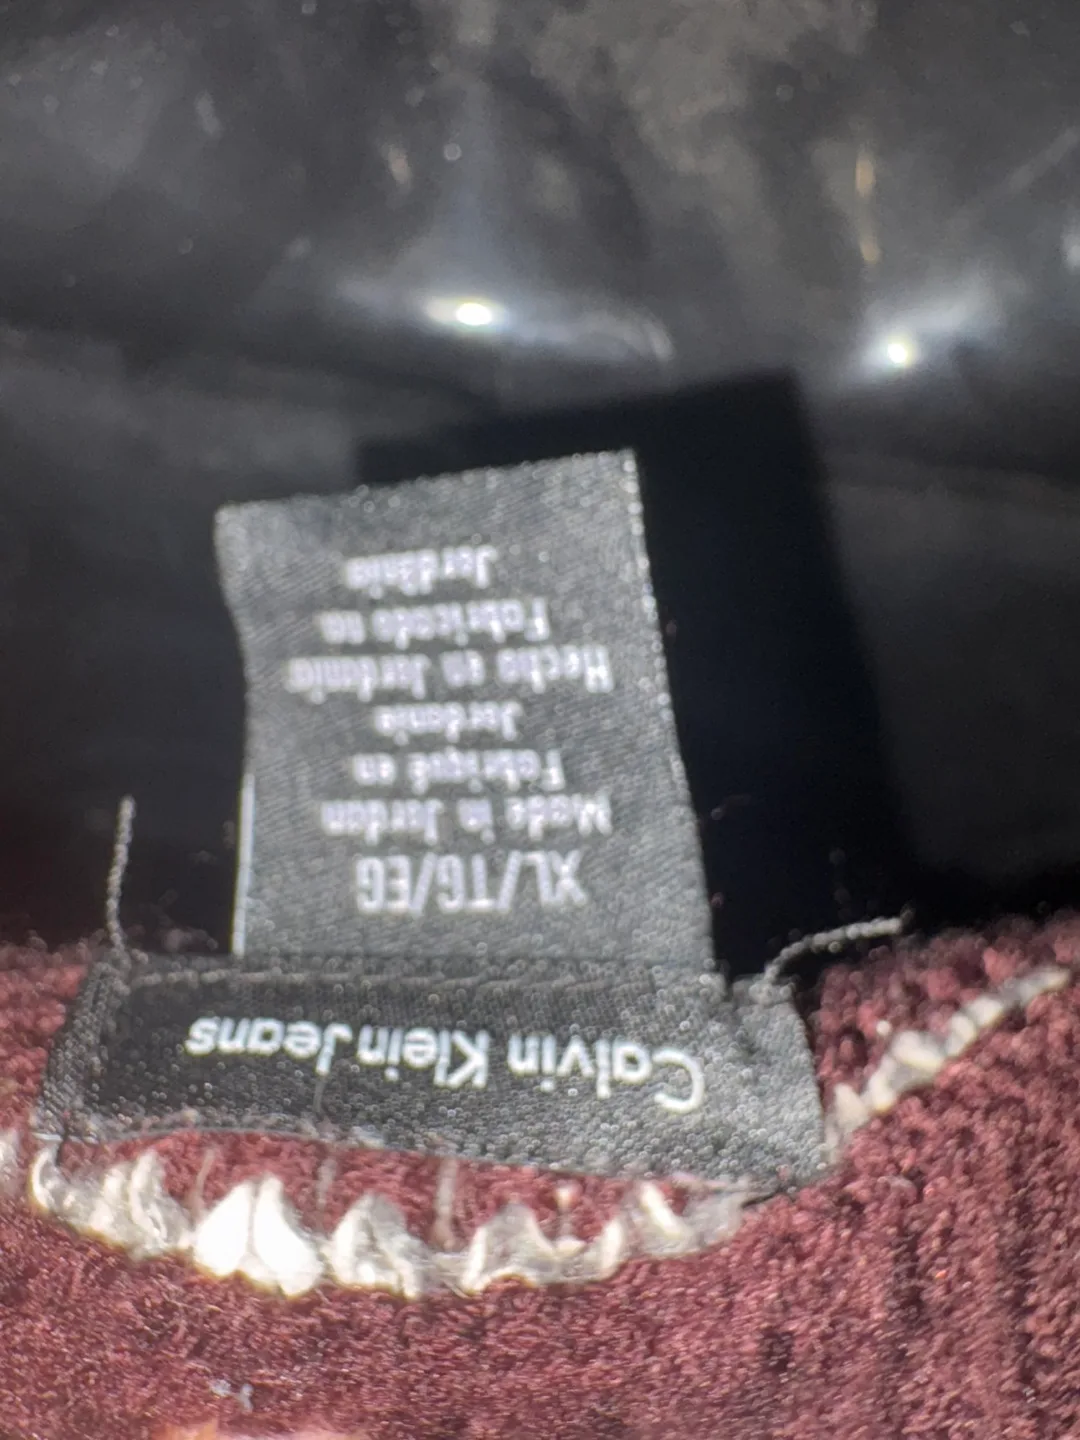 Calvin Klein Jeans
XL/TG/EG
Made in Jordan
Fabriqué en
Jordanie
Hecho en Jordania
Fabricado na
Jordânia